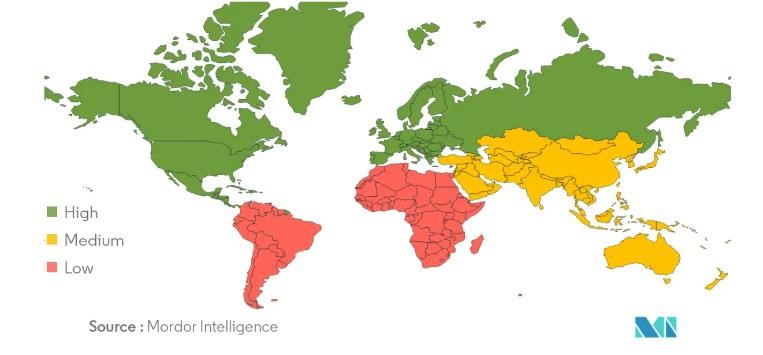 High
Medium
Low
Source : Mordor Intelligence